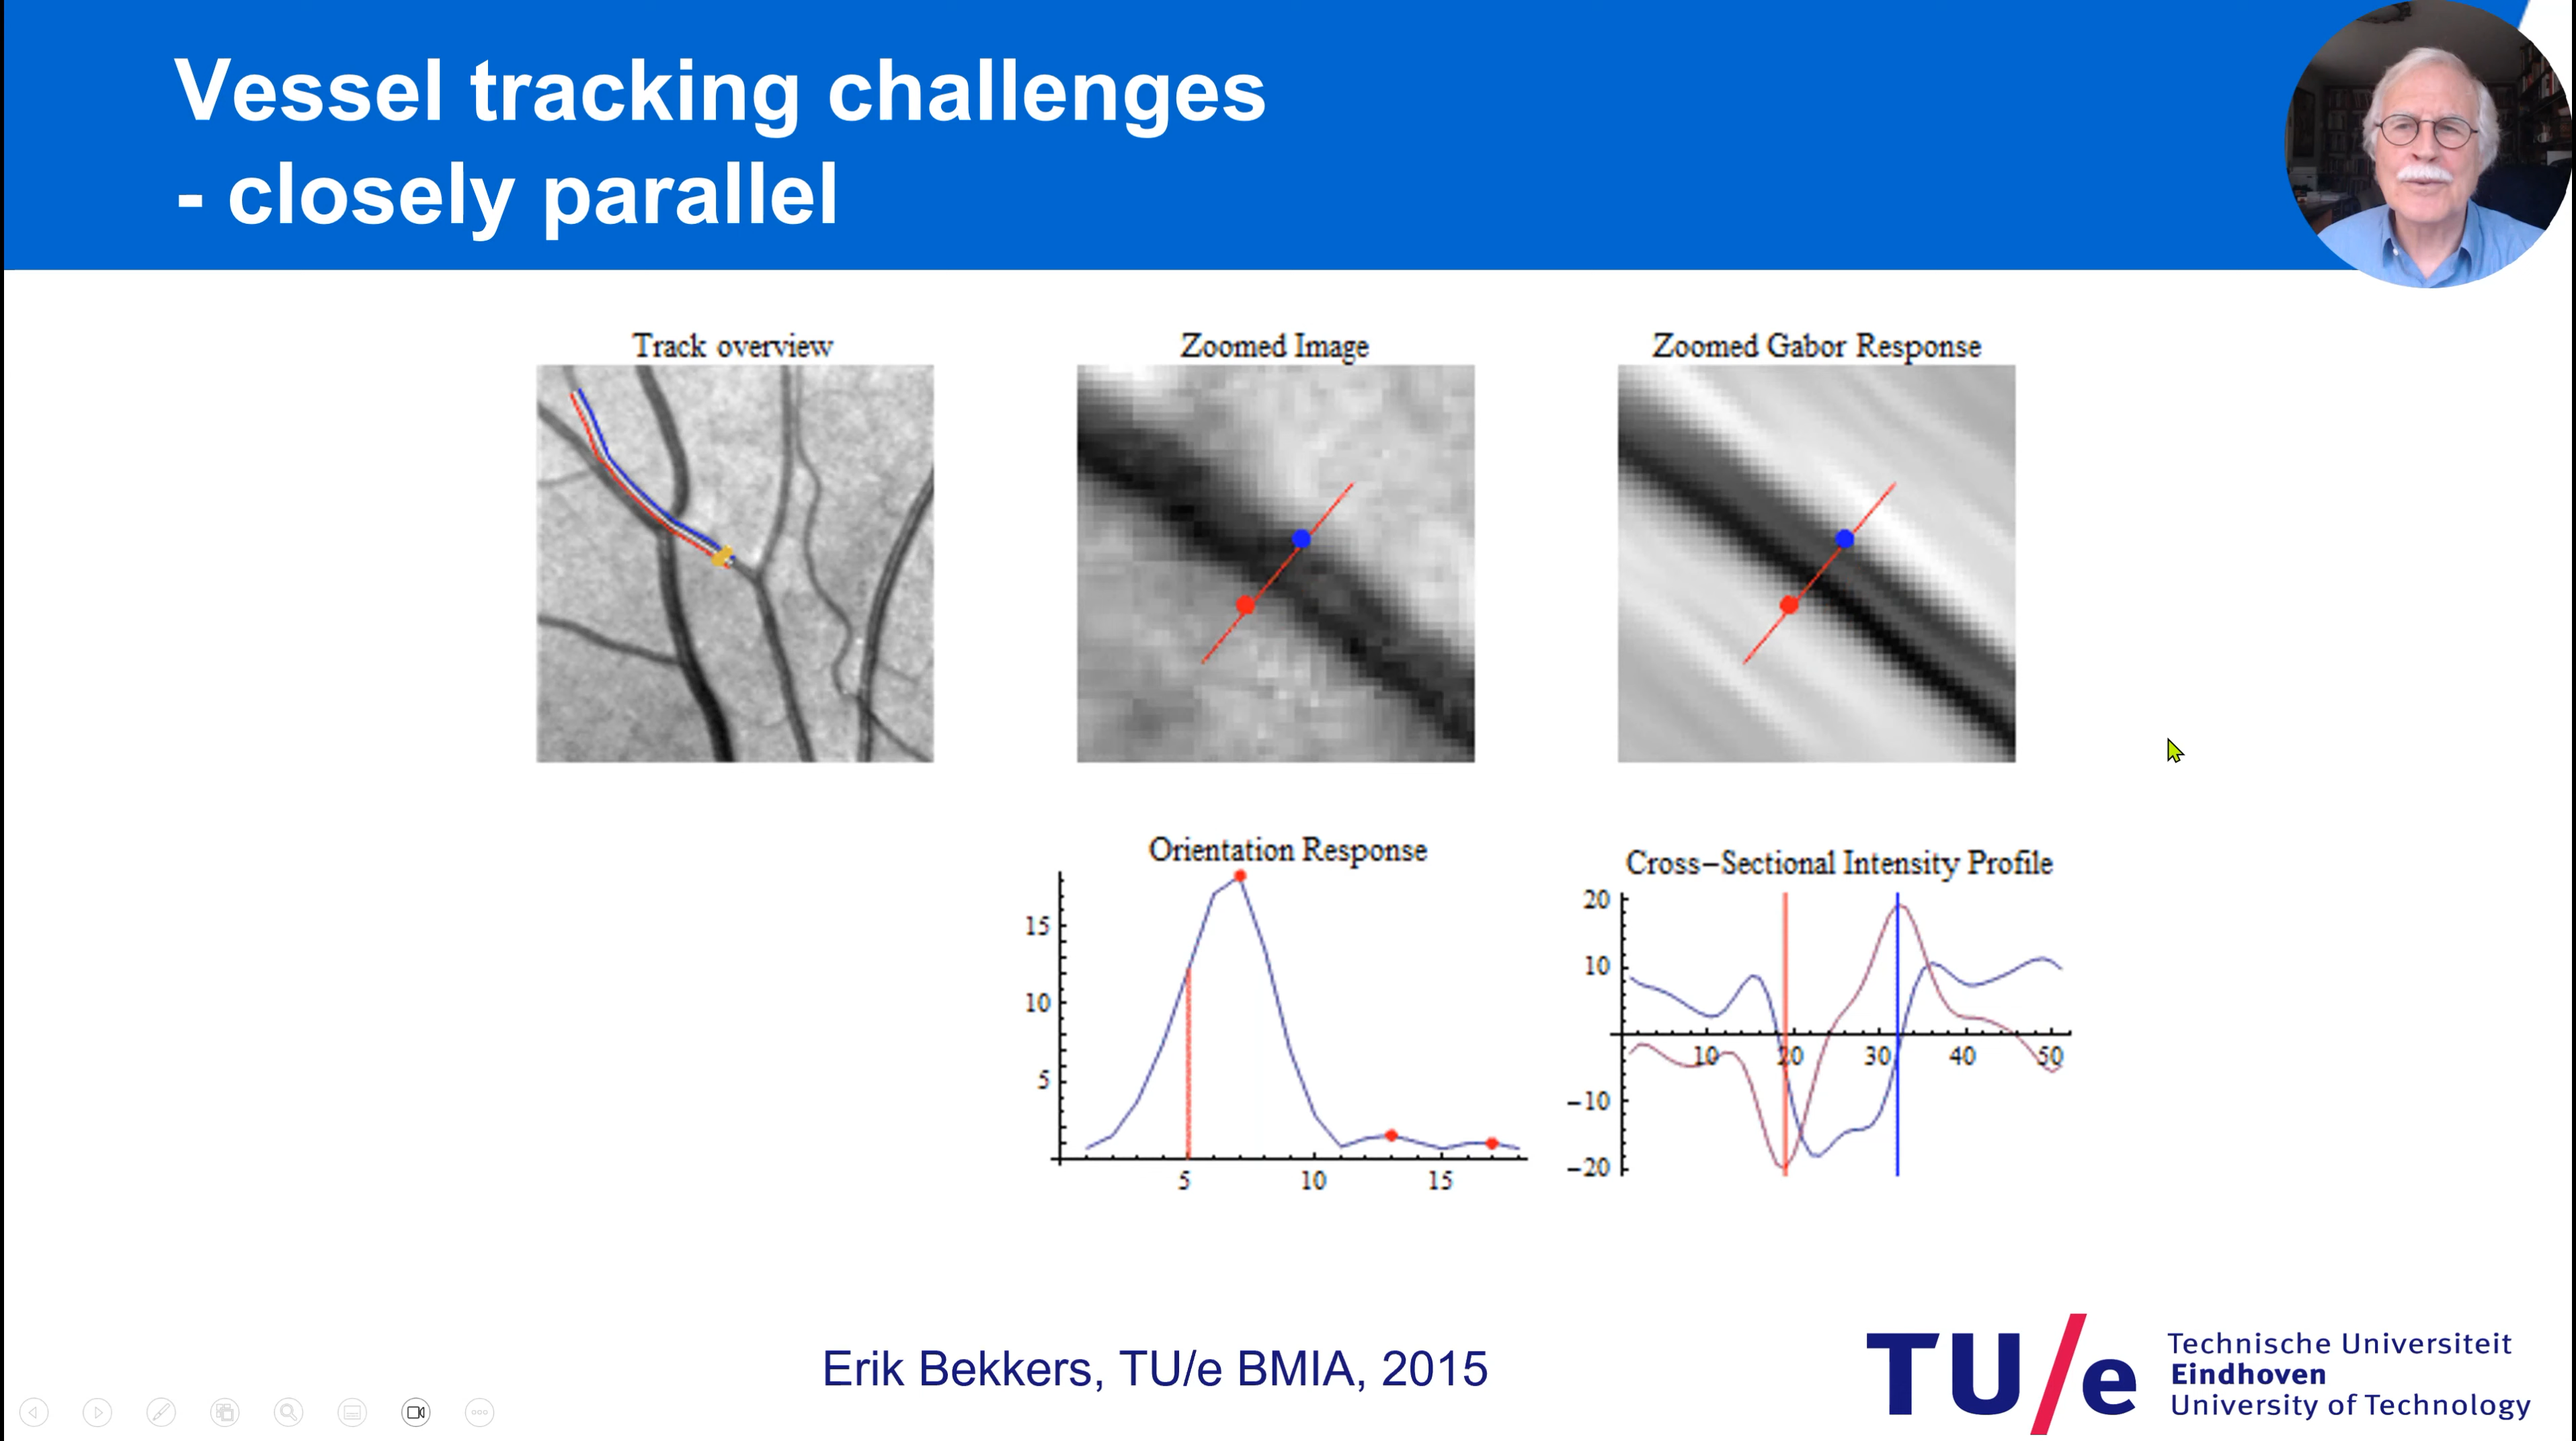 Vessel tracking challenges
- closely parallel
Track overview
Zoomed Image
Zoomed Gabor Response
Orientation Response
15
10
5
5 10 15
Cross-Sectional Intensity Profile
20
10
-10
-20
10 20 30 40 50
Erik Bekkers, TU/e BMIA, 2015
TU/e
Technische Universiteit
Eindhoven
University of Technology